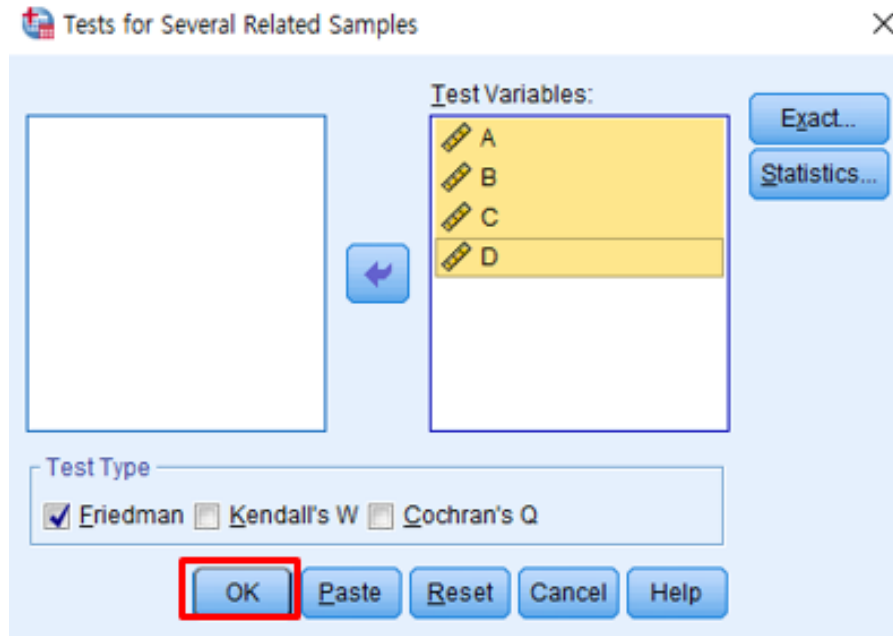 Tests for Several Related Samples
Test Variables:
A
B
C
D
Exact...
Statistics...
Test Type
Friedman Kendall's W Cochran's Q
OK Paste Reset Cancel Help